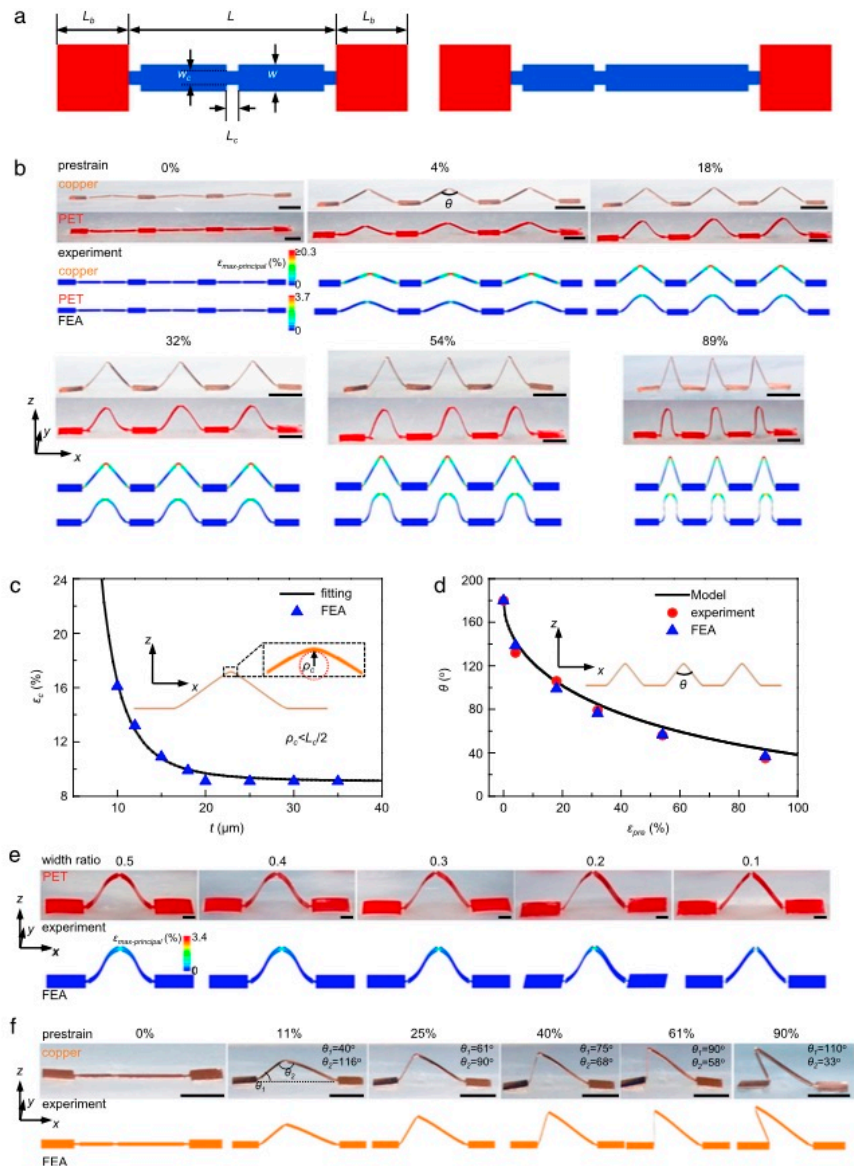 a
L_b L L_b
w_c w
L_c
b
prestrain 0% 4% 18%
copper
θ
PET
experiment ε_max-principal (%) ≥0.3
copper
0
PET 3.7
FEA 0
32% 54% 89%
z
y
x
c
24
20
16
12
8
ε_c (%)
10 20 30 40
t (μm)
fitting
FEA
z
x
ρ_c
ρ_c<L_c/2
d
200
160
120
80
40
0
θ (°)
0 20 40 60 80 100
ε_pre (%)
Model
experiment
FEA
z
x
θ
e
width ratio 0.5 0.4 0.3 0.2 0.1
PET
z
y
x
experiment
ε_max-principal (%) 3.4
0
FEA
f
prestrain 0% 11% 25% 40% 61% 90%
copper
θ_1=40° θ_1=61° θ_1=75° θ_1=90° θ_1=110°
θ_2=116° θ_2=90° θ_2=68° θ_2=58° θ_2=33°
θ_2
θ_1
z
y
x
experiment
FEA